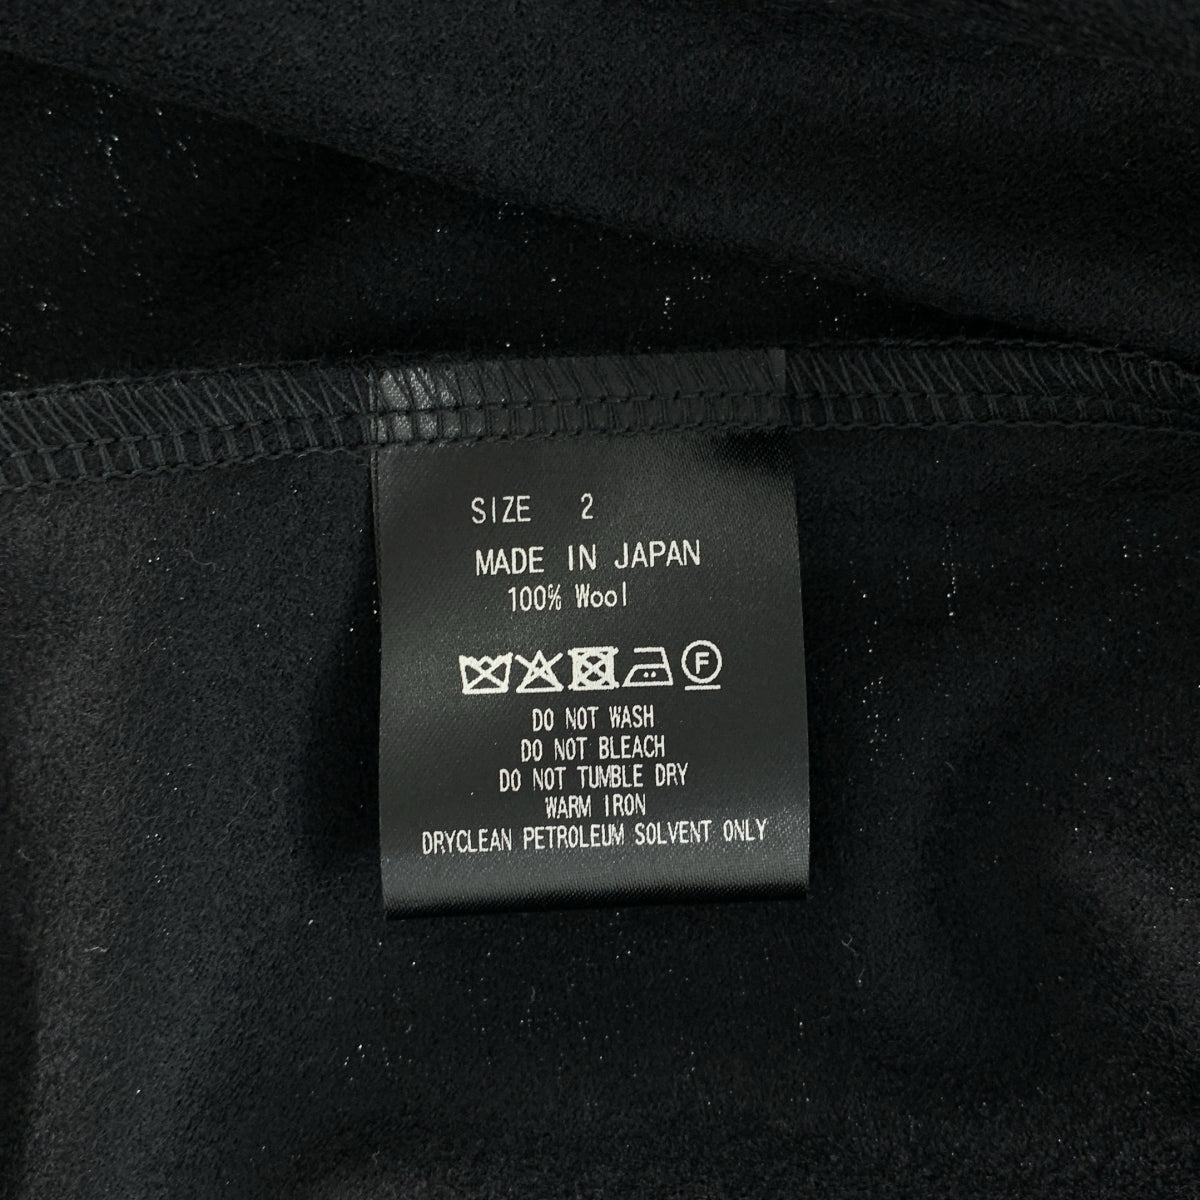 SIZE 2
MADE IN JAPAN
100% Wool
F
DO NOT WASH
DO NOT BLEACH
DO NOT TUMBLE DRY
WARM IRON
DRYCLEAN PETROLEUM SOLVENT ONLY